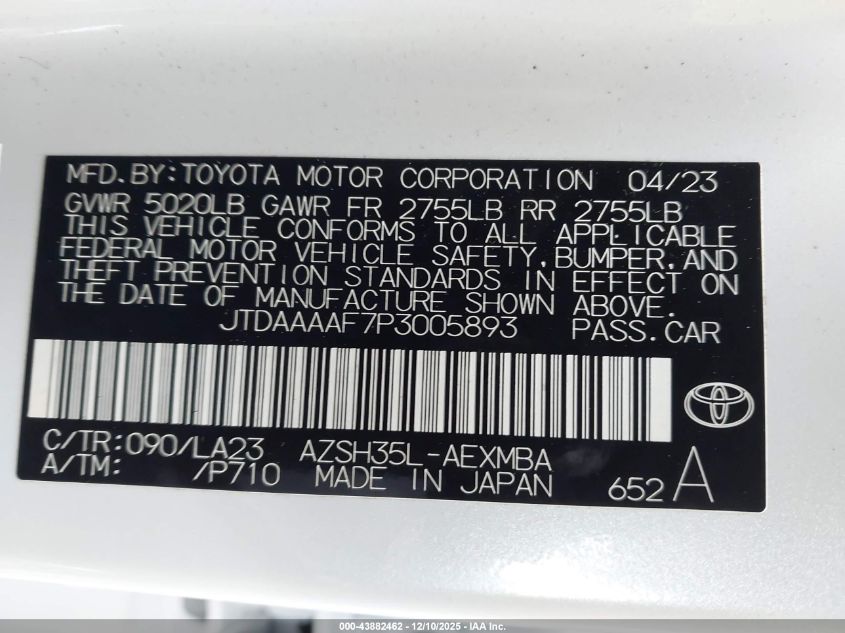 MFD.BY:TOYOTA MOTOR CORPORATION 04/23
GVWR 5020LB GAWR FR 2755LB RR 2755LB
THIS VEHICLE CONFORMS TO ALL APPLICABLE
FEDERAL MOTOR VEHICLE SAFETY,BUMPER,AND
THEFT PREVENTION STANDARDS IN EFFECT ON
THE DATE OF MANUFACTURE SHOWN ABOVE.
JTDAAAAF7P3005893 PASS.CAR
C/TR:090/LA23 AZSH35L-AEXMBA
A/TM: /P710 MADE IN JAPAN 652 A
000-43882462 - 12/10/2025 - IAA Inc.